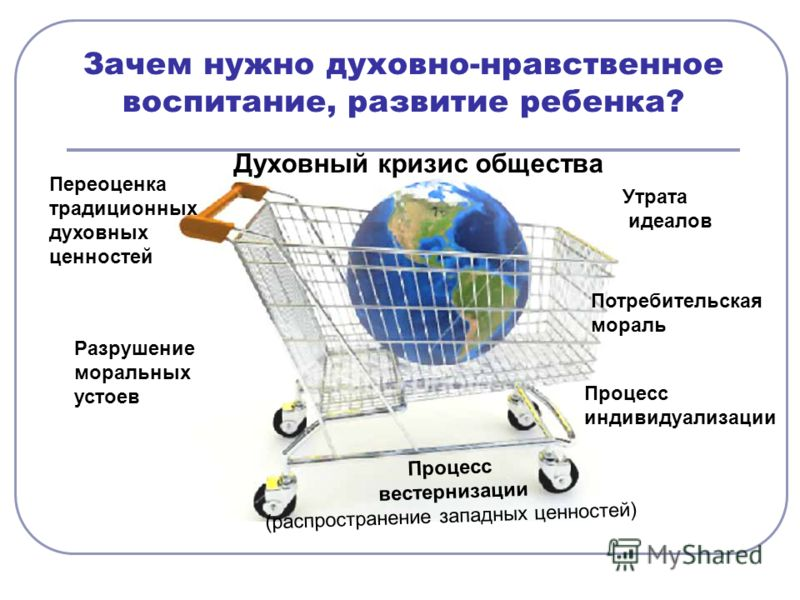 Зачем нужно духовно-нравственное
воспитание, развитие ребенка?
Духовный кризис общества
Переоценка
традиционных
духовных
ценностей
Утрата
идеалов
Потребительская
мораль
Разрушение
моральных
устоев
Процесс
индивидуализации
Процесс
вестернизации
(распространение западных ценностей)
MyShared